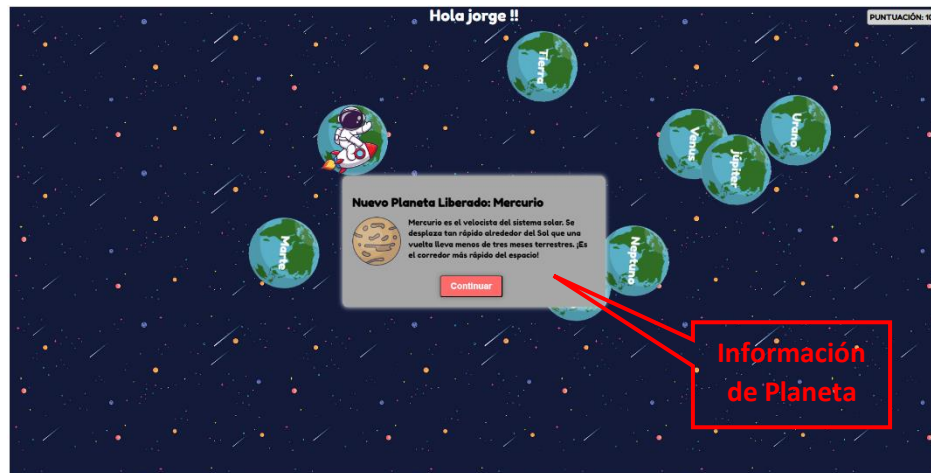 Hola jorge !!
PUNTUACIÓN: 10
Tierra
Urano
Venus
júpiter
Nuevo Planeta Liberado: Mercurio
Mercurio es el velocista del sistema solar. Se
desplaza tan rápido alrededor del Sol que una
vuelta lleva menos de tres meses terrestres. ¡Es
el corredor más rápido del espacio!
Marte
Neptuno
Continuar
Información
de Planeta